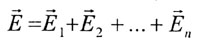 E⃗ = E⃗₁ + E⃗₂ + ... + E⃗ₙ